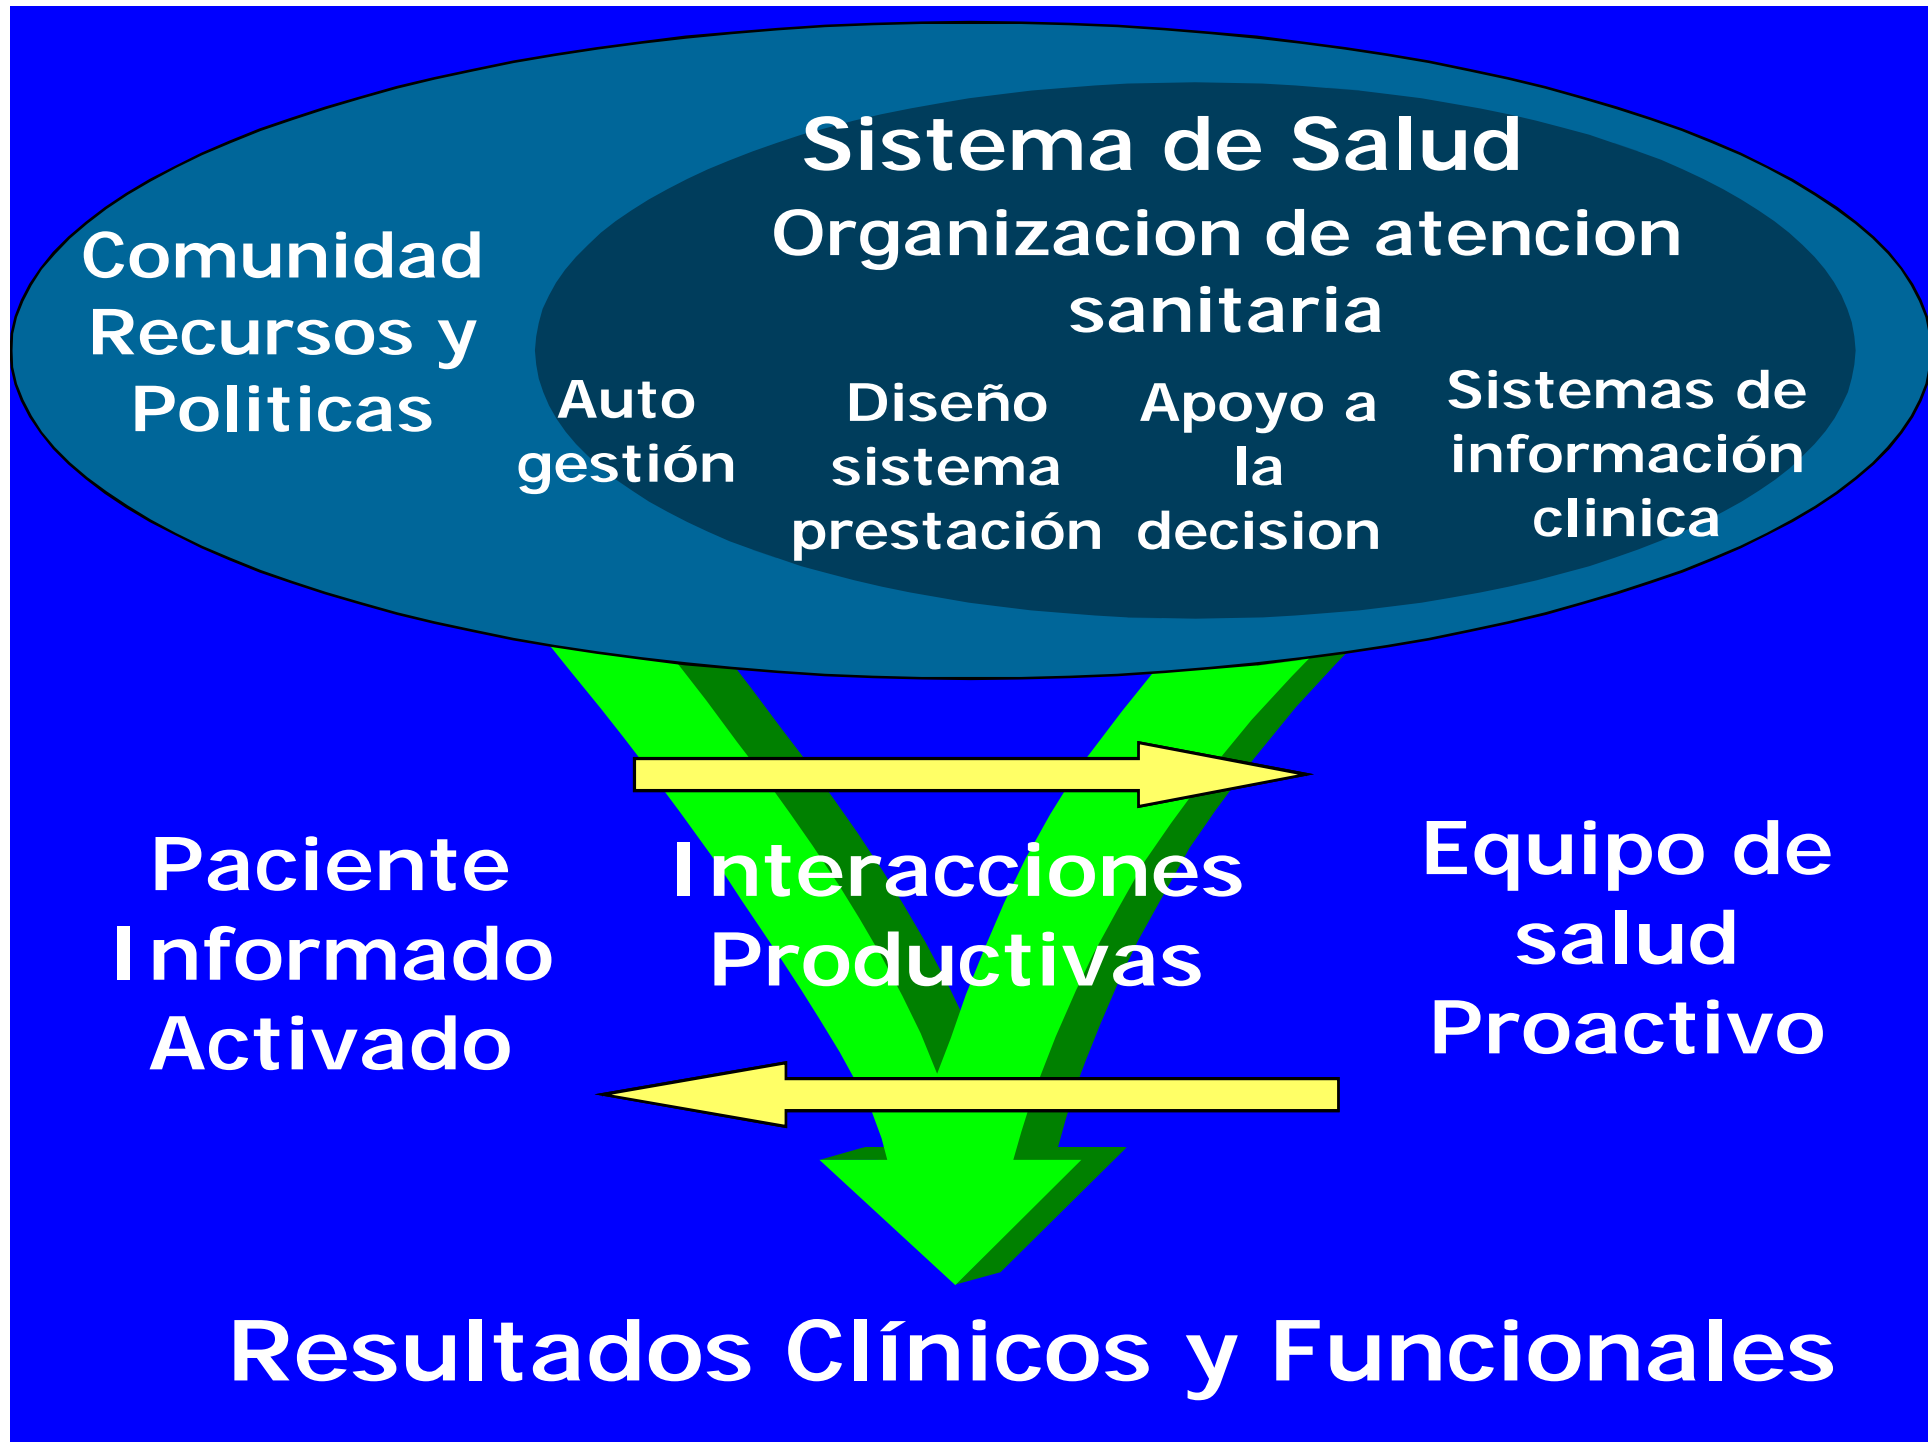 Sistema de Salud
Organizacion de atencion
sanitaria
Comunidad
Recursos y
Politicas
Auto
gestión
Diseño
sistema
prestación
Apoyo a
la
decision
Sistemas de
información
clinica
Paciente
Informado
Activado
Interacciones
Productivas
Equipo de
salud
Proactivo
Resultados Clínicos y Funcionales